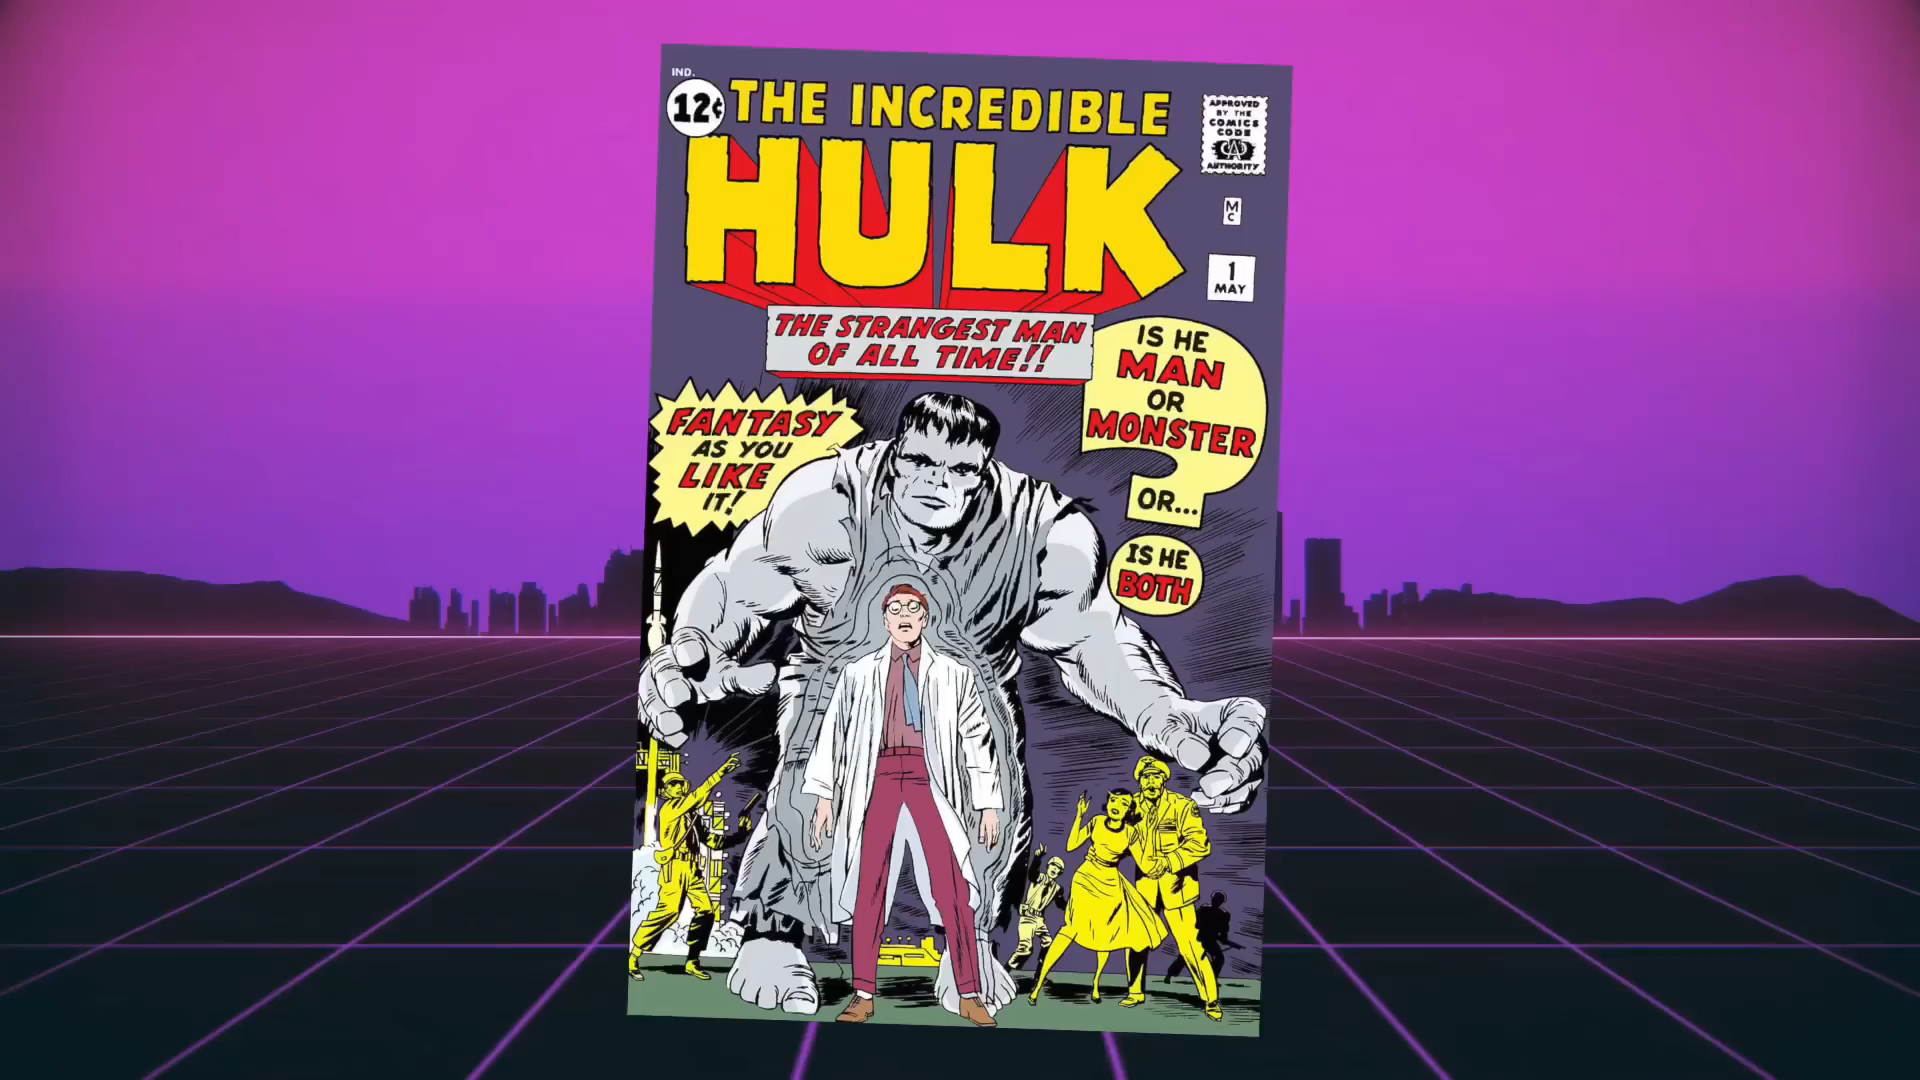 IND.
12¢
THE INCREDIBLE
HULK
APPROVED
BY THE
COMICS
CODE
CA
AUTHORITY
M
C
1
MAY
THE STRANGEST MAN
OF ALL TIME!!
IS HE
MAN
OR
MONSTER
OR...
IS HE
BOTH
FANTASY
AS YOU
LIKE
IT!